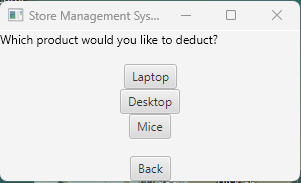 Store Management Sys...
Which product would you like to deduct?
Laptop
Desktop
Mice
Back